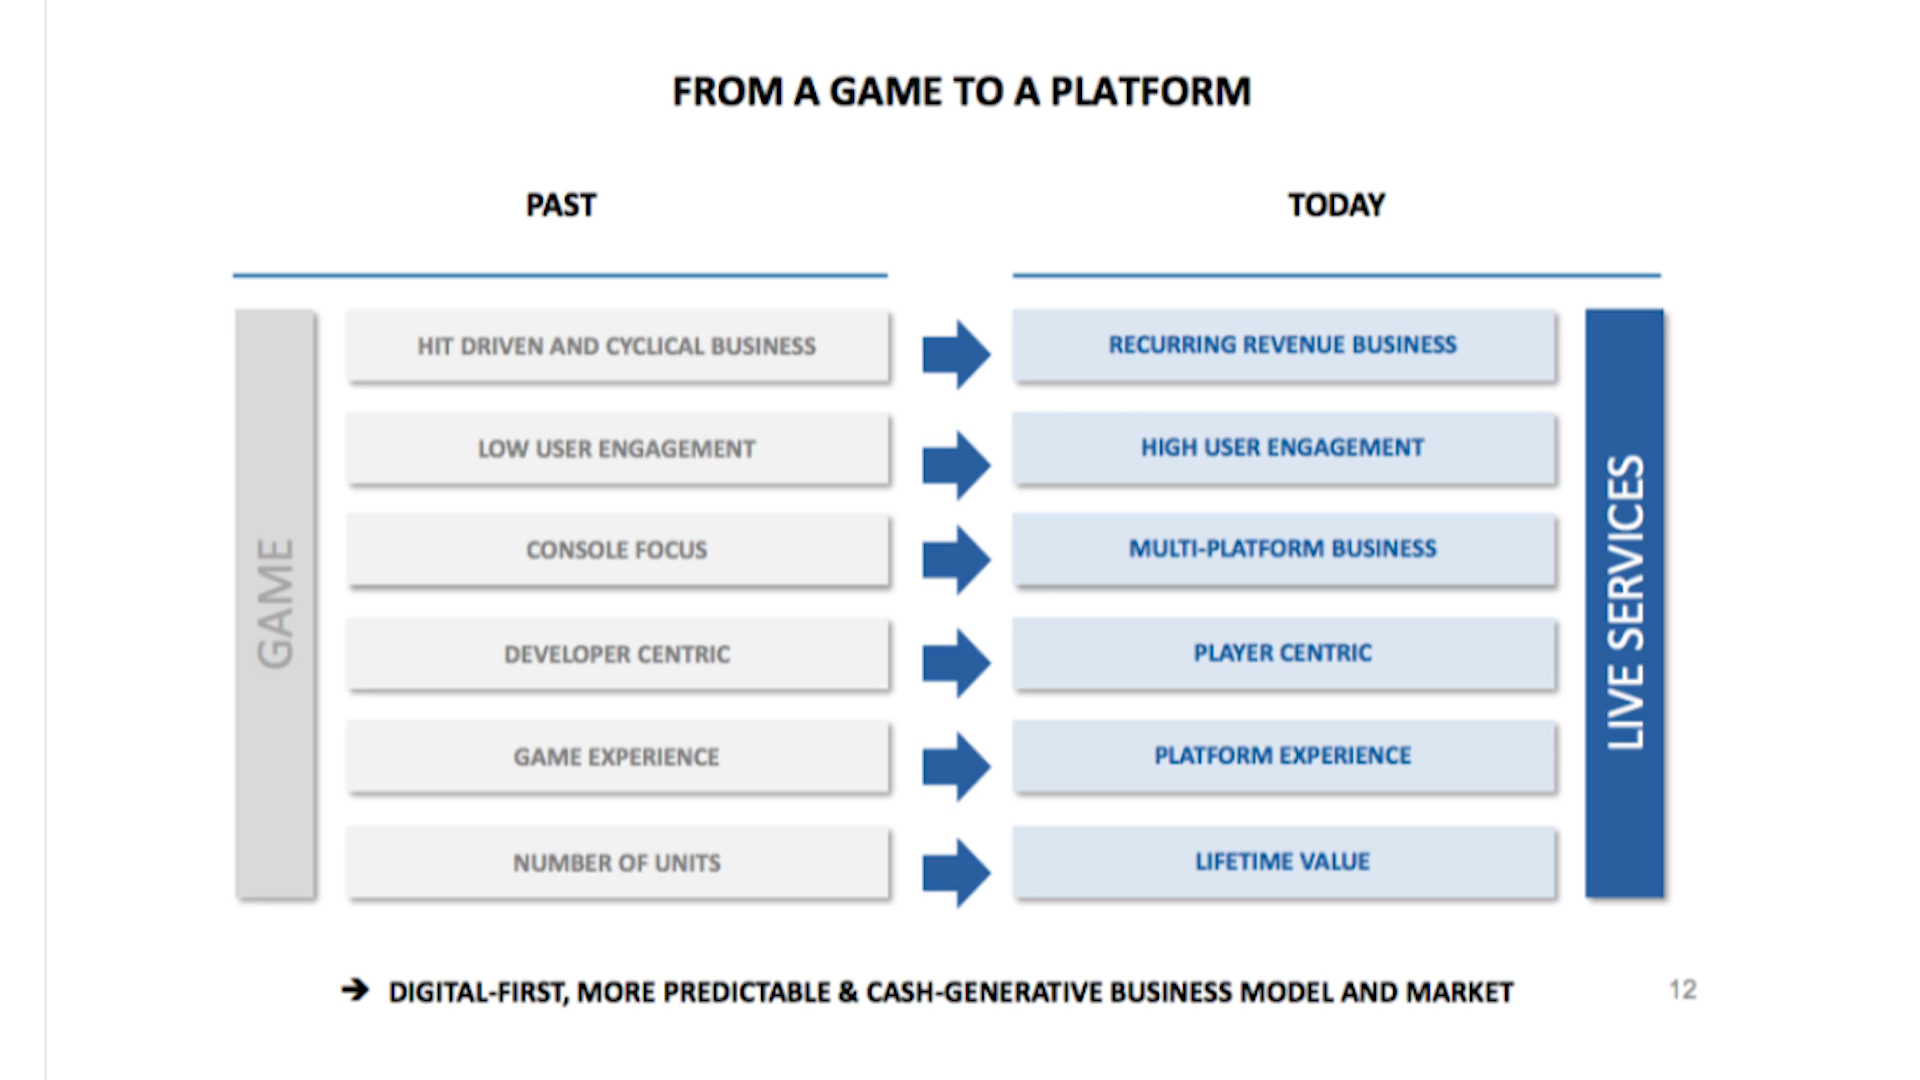 FROM A GAME TO A PLATFORM
PAST
TODAY
GAME
HIT DRIVEN AND CYCLICAL BUSINESS
RECURRING REVENUE BUSINESS
LOW USER ENGAGEMENT
HIGH USER ENGAGEMENT
CONSOLE FOCUS
MULTI-PLATFORM BUSINESS
DEVELOPER CENTRIC
PLAYER CENTRIC
GAME EXPERIENCE
PLATFORM EXPERIENCE
NUMBER OF UNITS
LIFETIME VALUE
LIVE SERVICES
➔ DIGITAL-FIRST, MORE PREDICTABLE & CASH-GENERATIVE BUSINESS MODEL AND MARKET
12